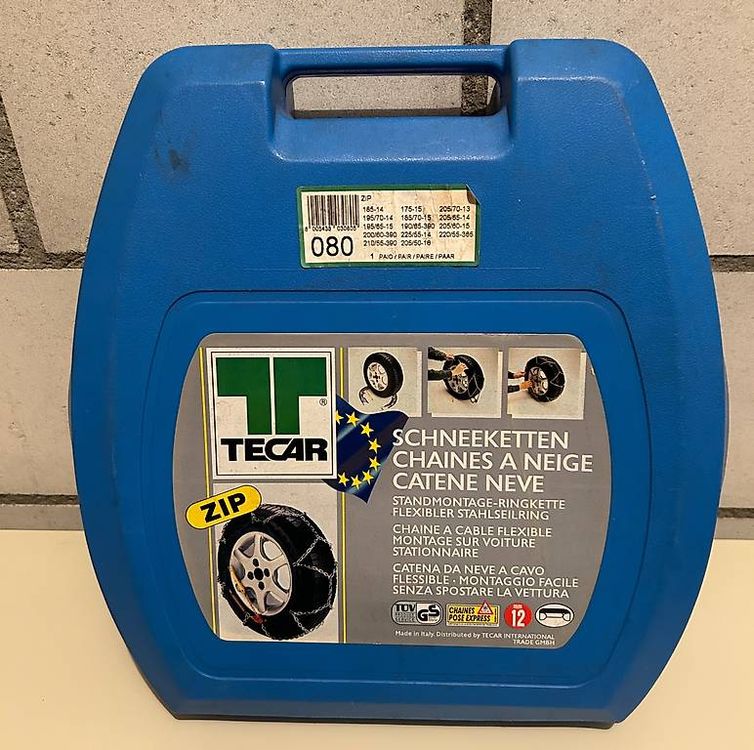 ZIP
165-14 175-15 205/70-13
195/70-14 185/70-15 205/65-14
195/65-15 190/65-390 205/60-15
200/60-390 225/55-14 220/55-365
210/55-390 205/50-16
080
1 PAIO / PAIR / PAIRE / PAAR
TECAR
®
SCHNEEKETTEN
CHAINES A NEIGE
CATENE NEVE
ZIP
STANDMONTAGE-RINGKETTE
FLEXIBLER STAHLSEILRING
CHAINE A CABLE FLEXIBLE
MONTAGE SUR VOITURE
STATIONNAIRE
CATENA DA NEVE A CAVO
FLESSIBILE · MONTAGGIO FACILE
SENZA SPOSTARE LA VETTURA
TÜV GS CHAINES POSE EXPRESS 12
Made in Italy. Distributed by TECAR INTERNATIONAL
TRADE GMBH